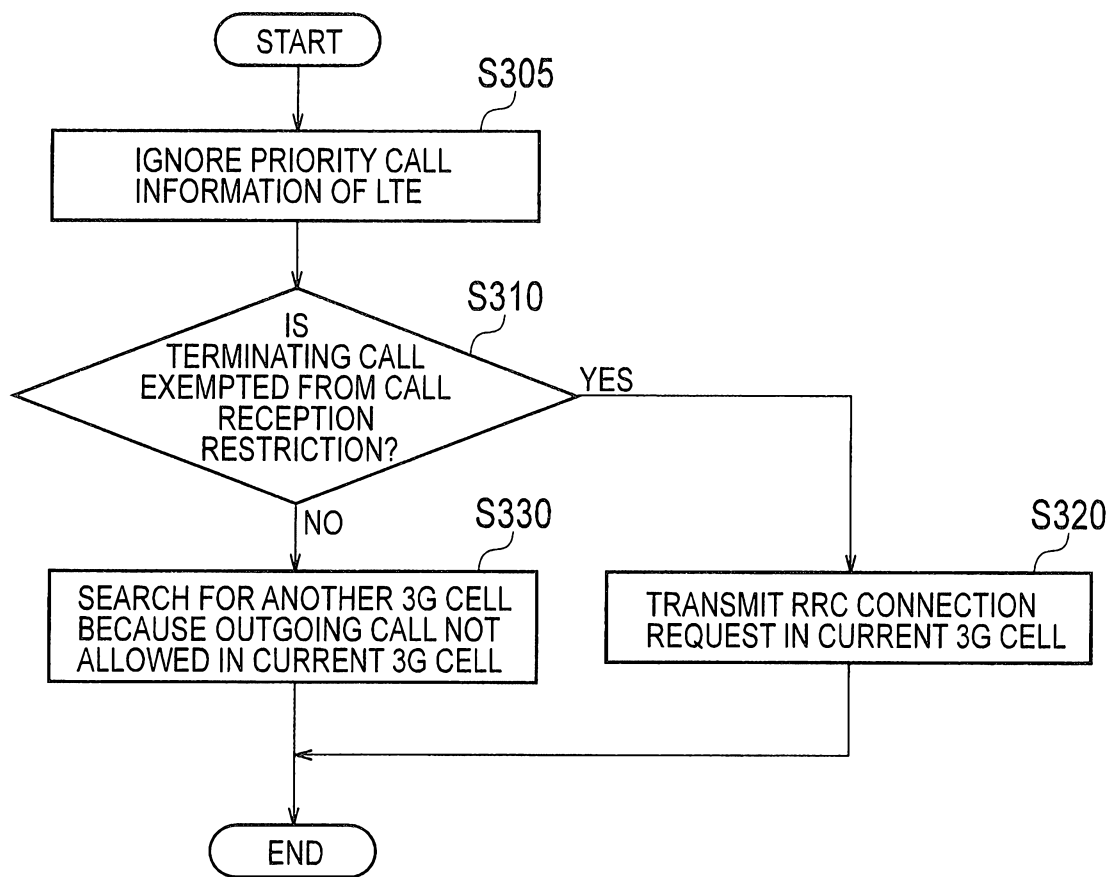 START
S305
IGNORE PRIORITY CALL
INFORMATION OF LTE
S310
IS
TERMINATING CALL
EXEMPTED FROM CALL
RECEPTION
RESTRICTION?
YES
NO
S330
SEARCH FOR ANOTHER 3G CELL
BECAUSE OUTGOING CALL NOT
ALLOWED IN CURRENT 3G CELL
S320
TRANSMIT RRC CONNECTION
REQUEST IN CURRENT 3G CELL
END